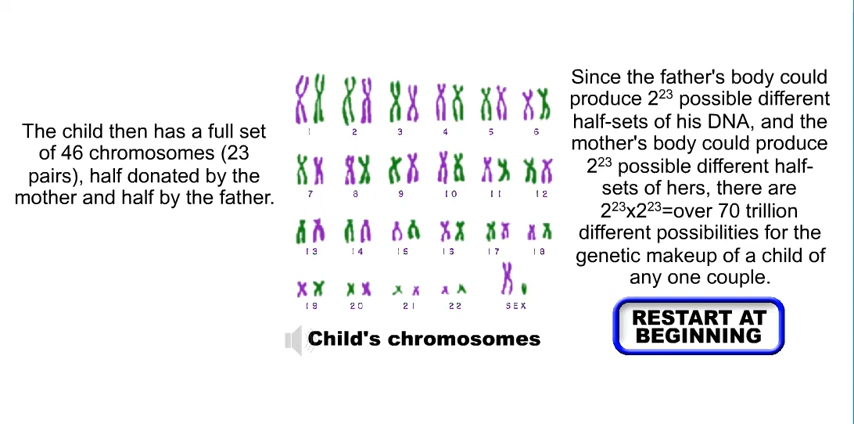 The child then has a full set
of 46 chromosomes (23
pairs), half donated by the
mother and half by the father.
1 2 3 4 5 6
7 8 9 10 11 12
13 14 15 16 17 18
19 20 21 22 SEX
Child's chromosomes
Since the father's body could
produce 2²³ possible different
half-sets of his DNA, and the
mother's body could produce
2²³ possible different half-
sets of hers, there are
2²³x2²³=over 70 trillion
different possibilities for the
genetic makeup of a child of
any one couple.
RESTART AT
BEGINNING